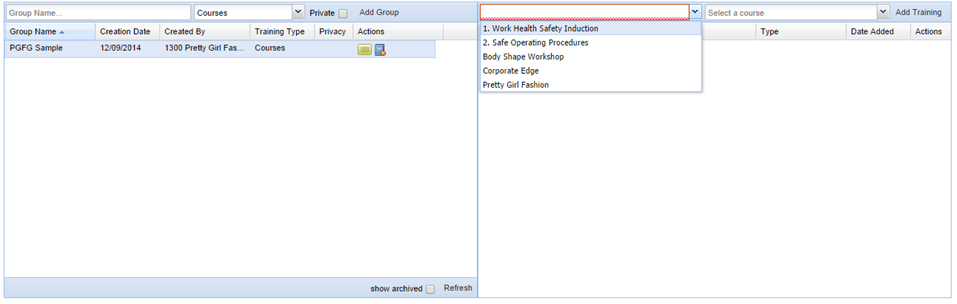 Group Name... Courses Private Add Group
Group Name Creation Date Created By Training Type Privacy Actions
PGFG Sample 12/09/2014 1300 Pretty Girl Fas... Courses
show archived Refresh
Select a course Add Training
Type Date Added Actions
1. Work Health Safety Induction
2. Safe Operating Procedures
Body Shape Workshop
Corporate Edge
Pretty Girl Fashion